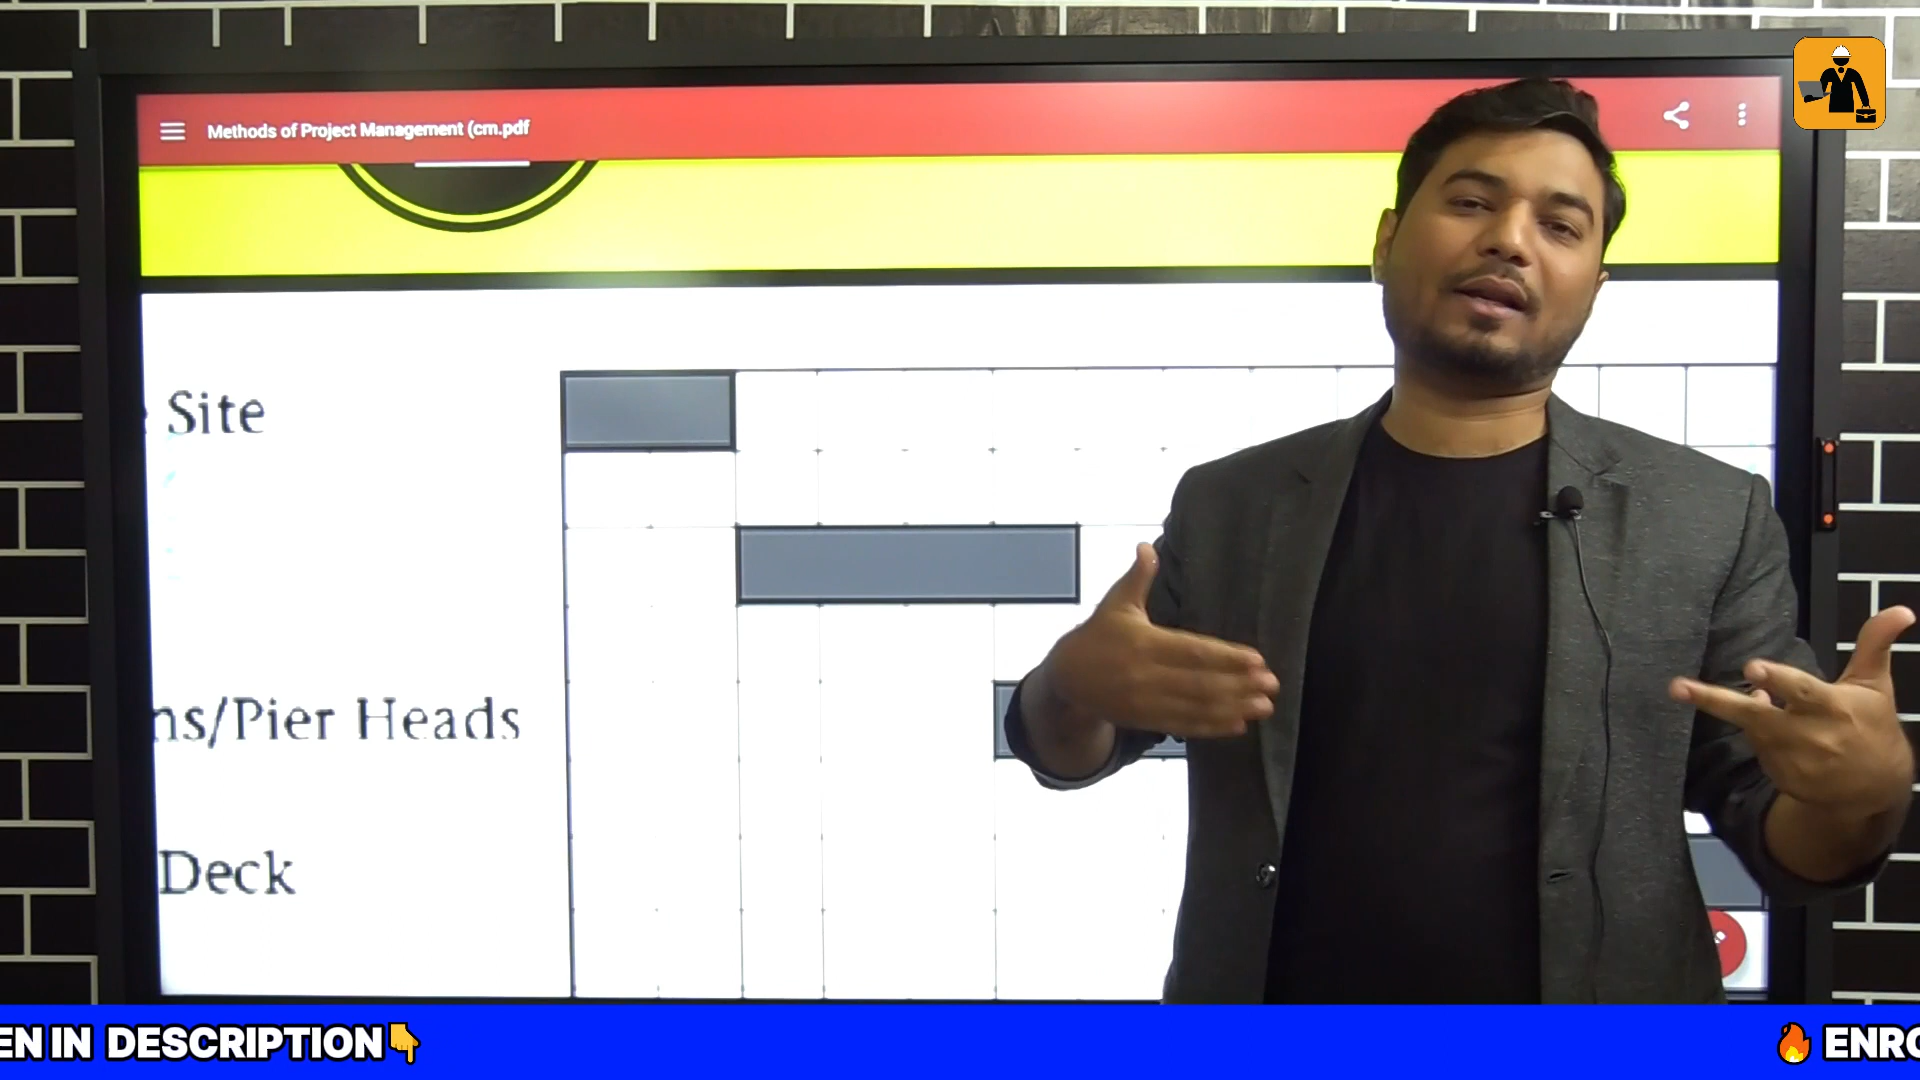 Methods of Project Management (cm.pdf
Site
ns/Pier Heads
Deck
EN IN DESCRIPTION👇
🔥 ENRO